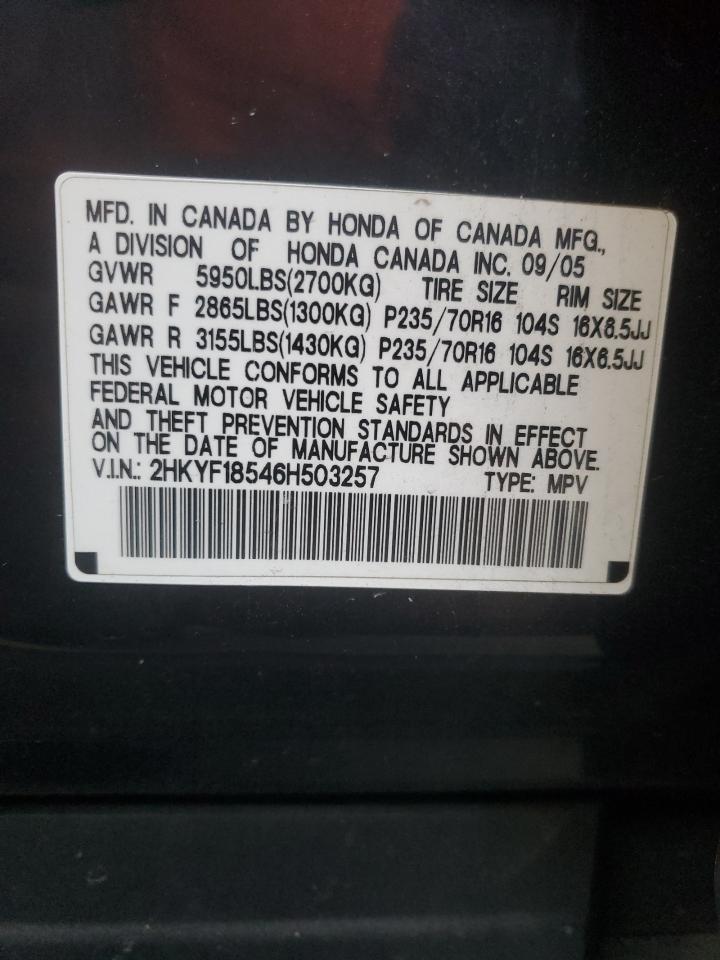 MFD. IN CANADA BY HONDA OF CANADA MFG.,
A DIVISION OF HONDA CANADA INC. 09/05
GVWR 5950LBS(2700KG) TIRE SIZE RIM SIZE
GAWR F 2865LBS(1300KG) P235/70R16 104S 16X6.5JJ
GAWR R 3155LBS(1430KG) P235/70R16 104S 16X6.5JJ
THIS VEHICLE CONFORMS TO ALL APPLICABLE
FEDERAL MOTOR VEHICLE SAFETY
AND THEFT PREVENTION STANDARDS IN EFFECT
ON THE DATE OF MANUFACTURE SHOWN ABOVE.
V.I.N.: 2HKYF18546H503257 TYPE: MPV